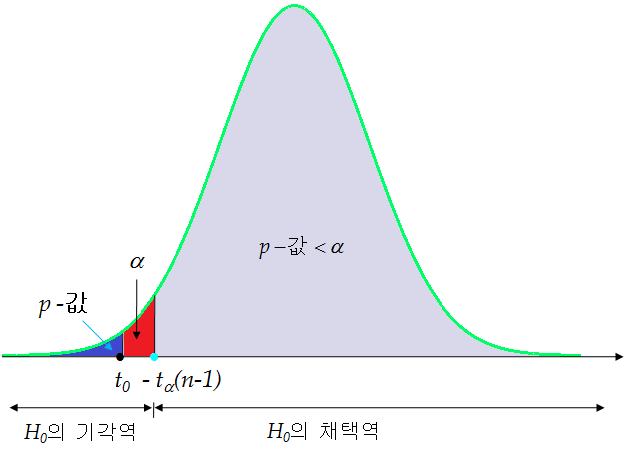 p－값 < α
α
p -값
t₀ - tα(n-1)
H₀의 기각역
H₀의 채택역